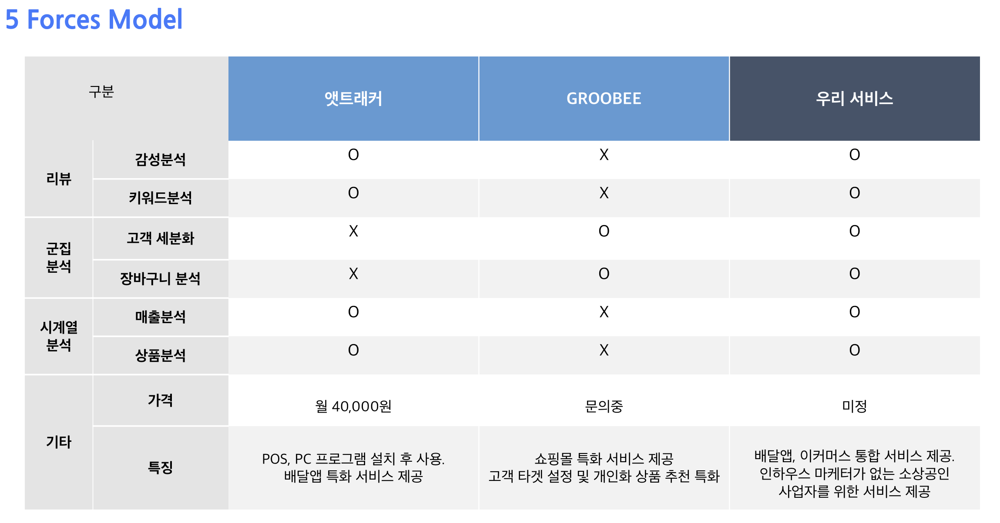 5 Forces Model
구분
앳트래커
GROOBEE
우리 서비스
리뷰
감성분석
O
X
O
키워드분석
O
X
O
군집
분석
고객 세분화
X
O
O
장바구니 분석
X
O
O
시계열
분석
매출분석
O
X
O
상품분석
O
X
O
기타
가격
월 40,000원
문의중
미정
특징
POS, PC 프로그램 설치 후 사용.
배달앱 특화 서비스 제공
쇼핑몰 특화 서비스 제공
고객 타겟 설정 및 개인화 상품 추천 특화
배달앱, 이커머스 통합 서비스 제공.
인하우스 마케터가 없는 소상공인
사업자를 위한 서비스 제공